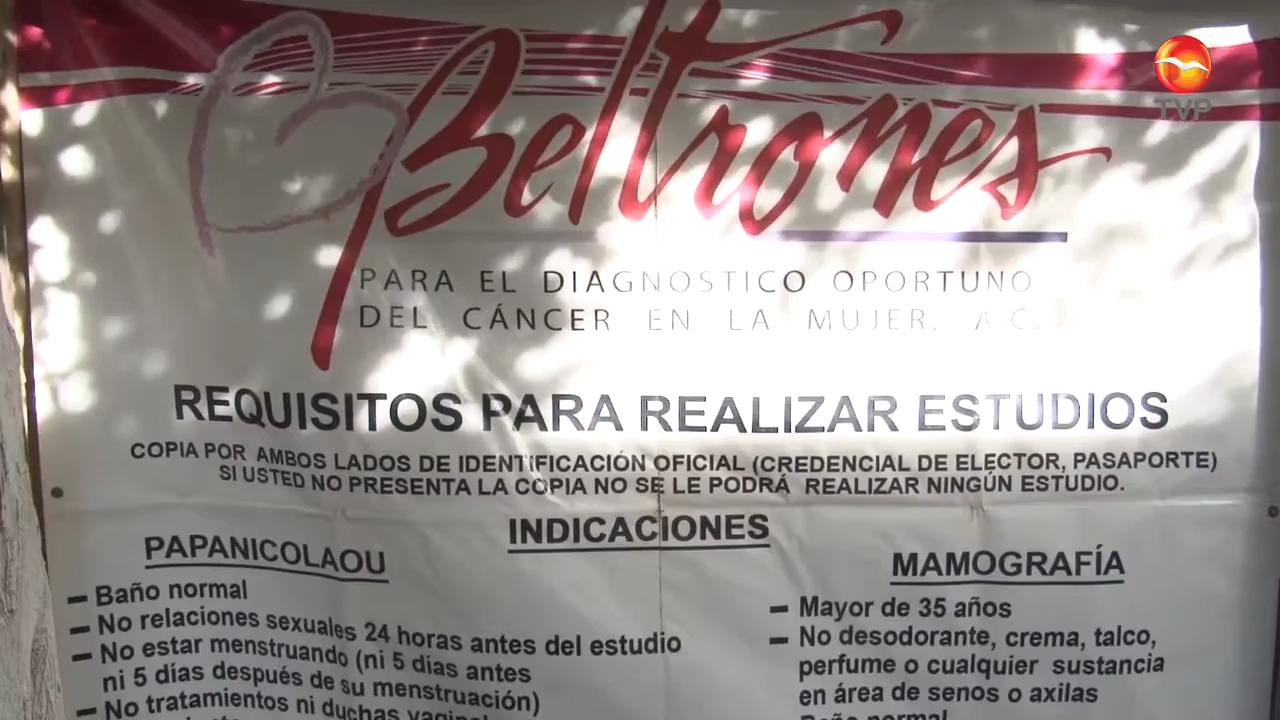 Beltrones
TVP
PARA EL DIAGNOSTICO OPORTUNO
DEL CÁNCER EN LA MUJER, A.C.
REQUISITOS PARA REALIZAR ESTUDIOS
COPIA POR AMBOS LADOS DE IDENTIFICACIÓN OFICIAL (CREDENCIAL DE ELECTOR, PASAPORTE)
SI USTED NO PRESENTA LA COPIA NO SE LE PODRÁ REALIZAR NINGÚN ESTUDIO.
INDICACIONES
PAPANICOLAOU
– Baño normal
– No relaciones sexuales 24 horas antes del estudio
– No estar menstruando (ni 5 días antes
ni 5 días después de su menstruación)
– No tratamientos ni duchas
MAMOGRAFÍA
– Mayor de 35 años
– No desodorante, crema, talco,
perfume o cualquier sustancia
en área de senos o axilas
– Baño normal